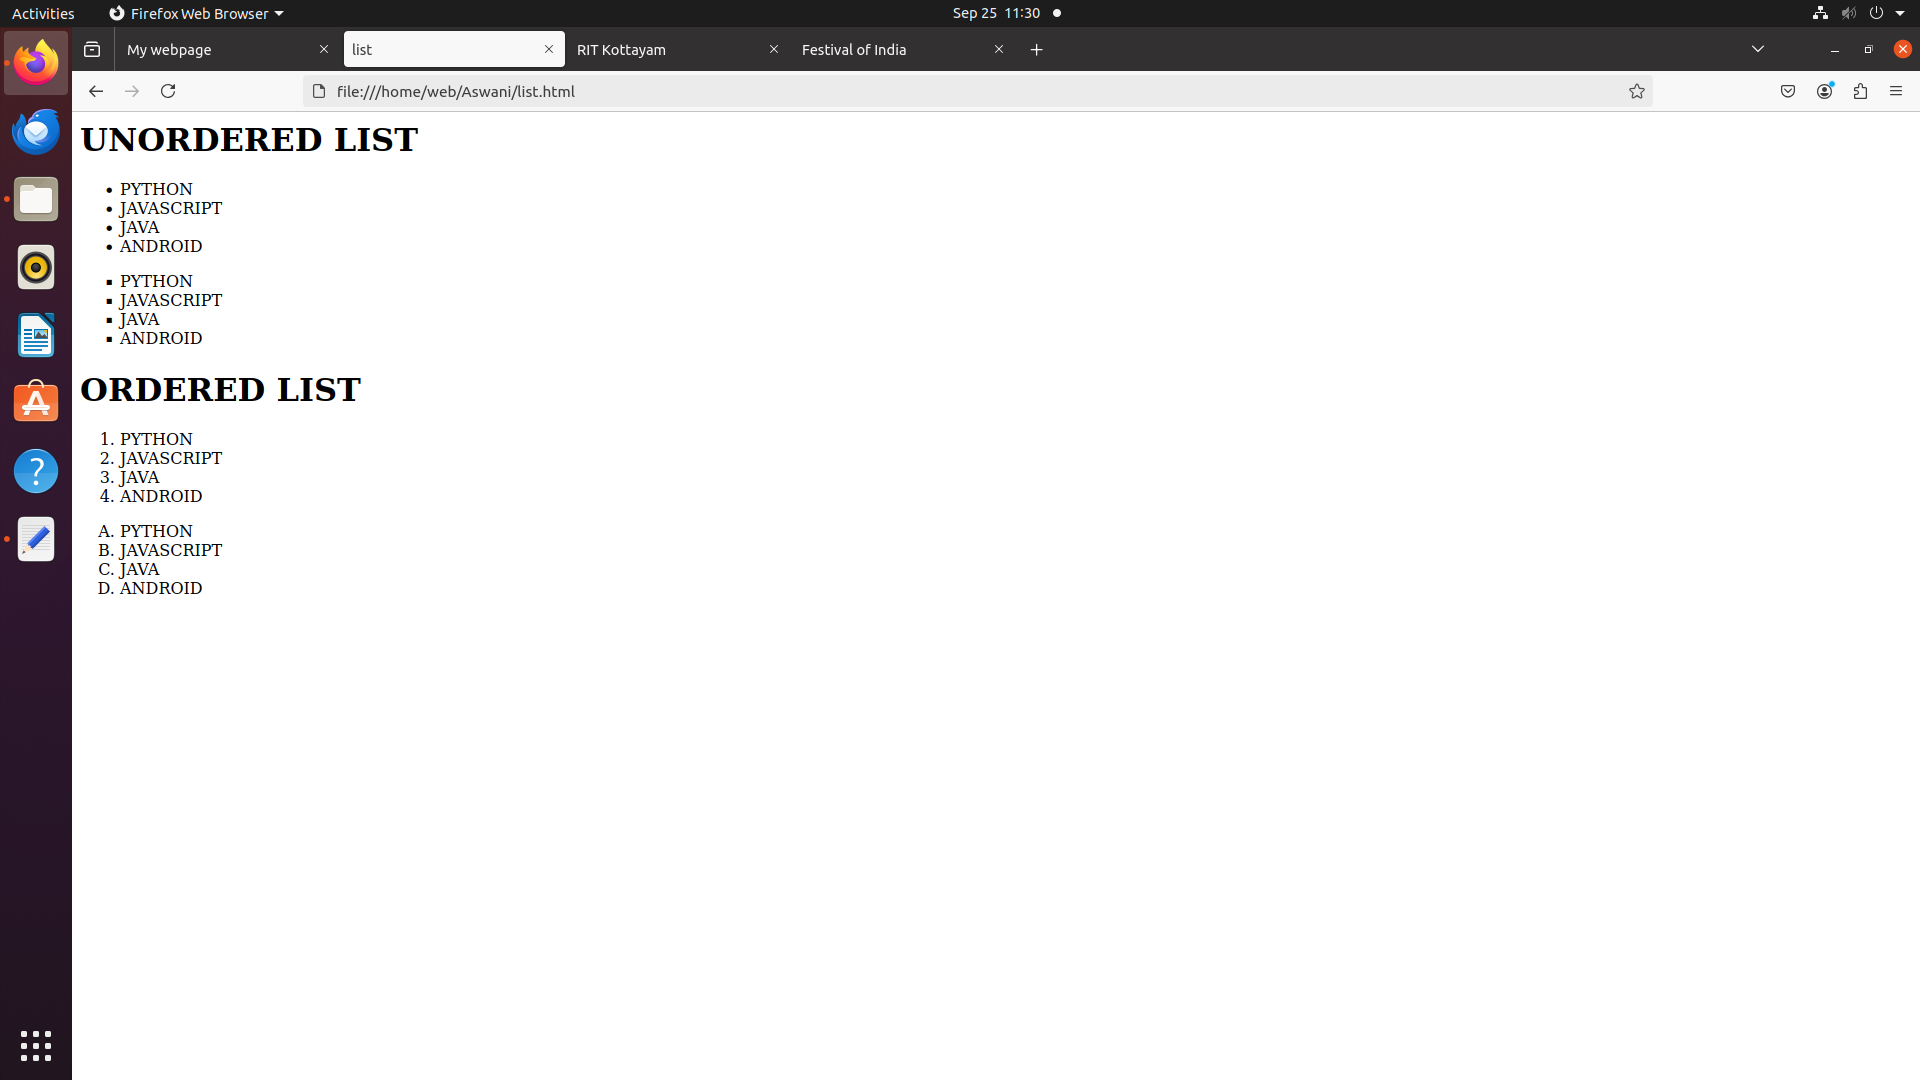 Activities
Firefox Web Browser
Sep 25 11:30
My webpage
list
RIT Kottayam
Festival of India
file:///home/web/Aswani/list.html
UNORDERED LIST
• PYTHON
• JAVASCRIPT
• JAVA
• ANDROID
▪ PYTHON
▪ JAVASCRIPT
▪ JAVA
▪ ANDROID
ORDERED LIST
1. PYTHON
2. JAVASCRIPT
3. JAVA
4. ANDROID
A. PYTHON
B. JAVASCRIPT
C. JAVA
D. ANDROID